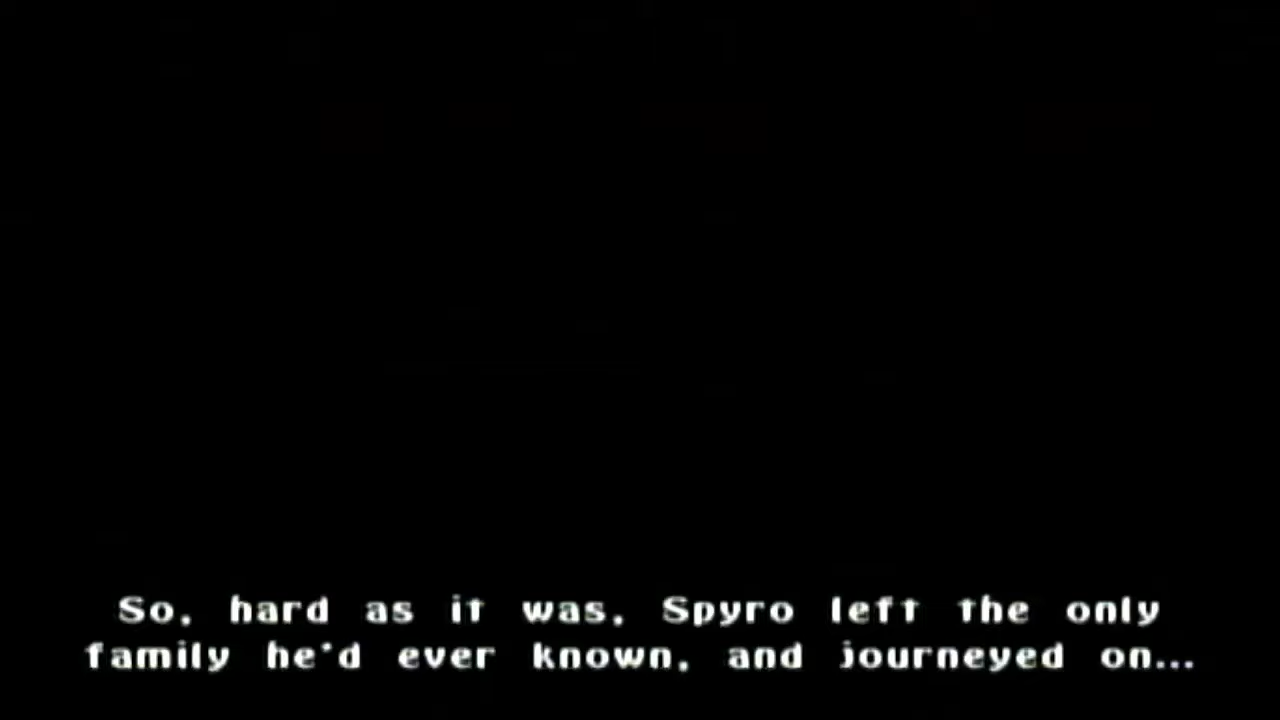 So, hard as it was, Spyro left the only
family he'd ever known, and journeyed on...